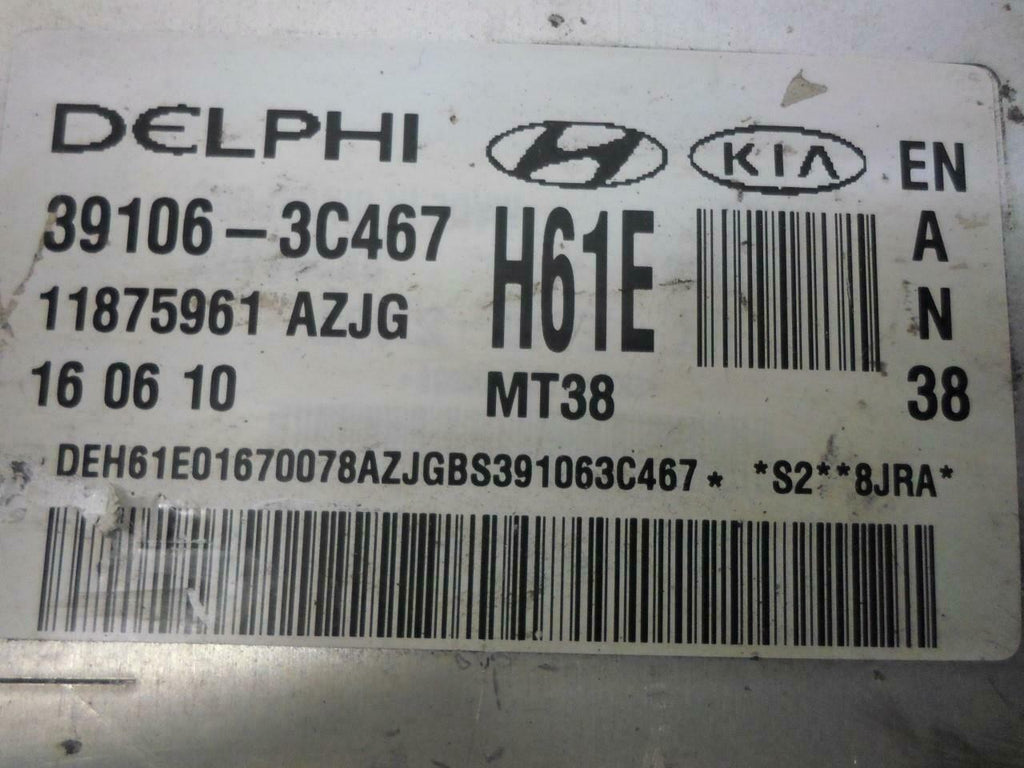 DELPHI H KIA EN
39106-3C467 H61E A
11875961 AZJG N
16 06 10 MT38 38
DEH61E01670078AZJGBS391063C467* *S2**8JRA*